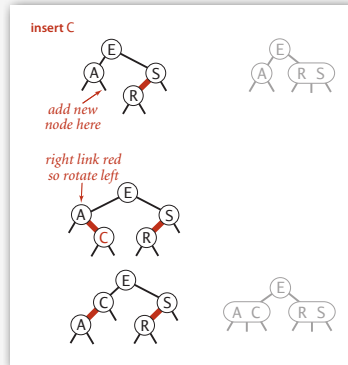 insert C
E
E
A
S
A
R S
R
add new
node here
right link red
so rotate left
E
A
S
C
R
E
E
C
S
A C
R S
A
R